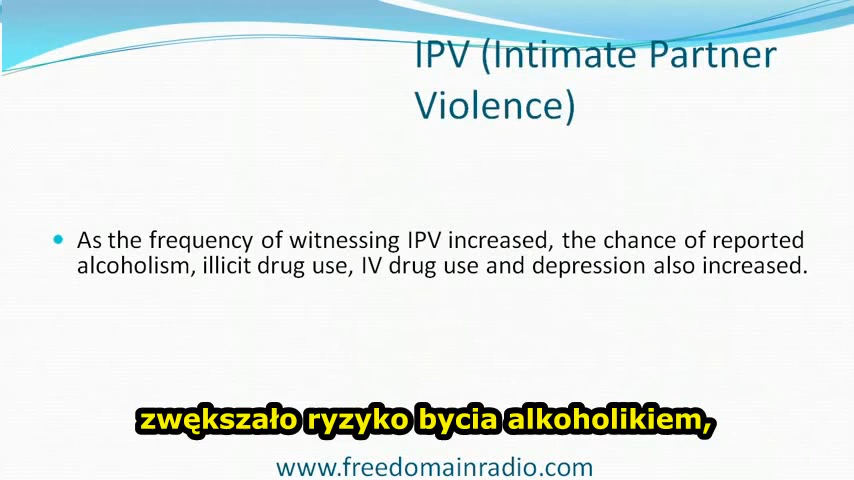 IPV (Intimate Partner
Violence)
As the frequency of witnessing IPV increased, the chance of reported
alcoholism, illicit drug use, IV drug use and depression also increased.
zwększało ryzyko bycia alkoholikiem,
www.freedomainradio.com